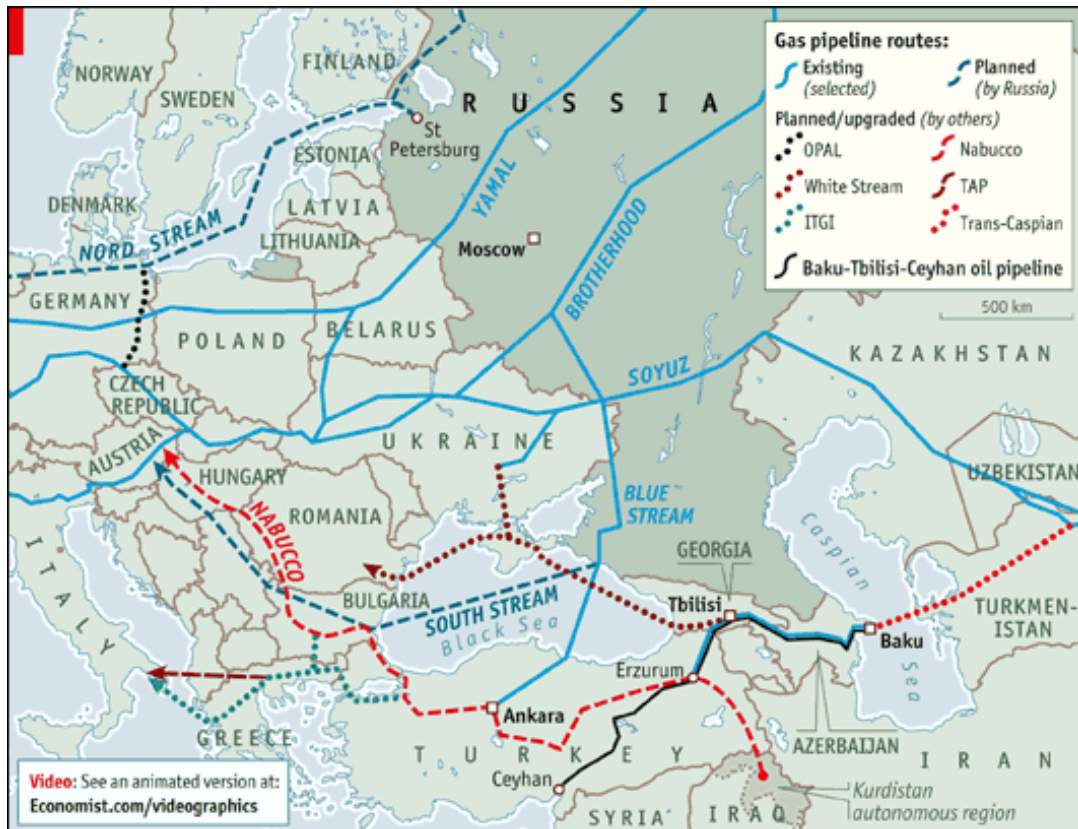 Gas pipeline routes:
Existing
(selected)
Planned
(by Russia)
Planned/upgraded (by others)
OPAL
Nabucco
White Stream
TAP
ITGI
Trans-Caspian
Baku-Tbilisi-Ceyhan oil pipeline
500 km
NORWAY
SWEDEN
FINLAND
RUSSIA
St
Petersburg
ESTONIA
LATVIA
LITHUANIA
DENMARK
NORD STREAM
YAMAL
Moscow
BROTHERHOOD
GERMANY
POLAND
BELARUS
KAZAKHSTAN
SOYUZ
CZECH
REPUBLIC
UKRAINE
AUSTRIA
HUNGARY
UZBEKISTAN
NABUCCO
ROMANIA
BLUE
STREAM
Caspian
Sea
GEORGIA
ITALY
BULGARIA
SOUTH STREAM
Black Sea
Tbilisi
Baku
TURKMEN-
ISTAN
Erzurum
Ankara
GREECE
TURKEY
AZERBAIJAN
IRAN
Ceyhan
SYRIA
IRAQ
Kurdistan
autonomous region
Video: See an animated version at:
Economist.com/videographics